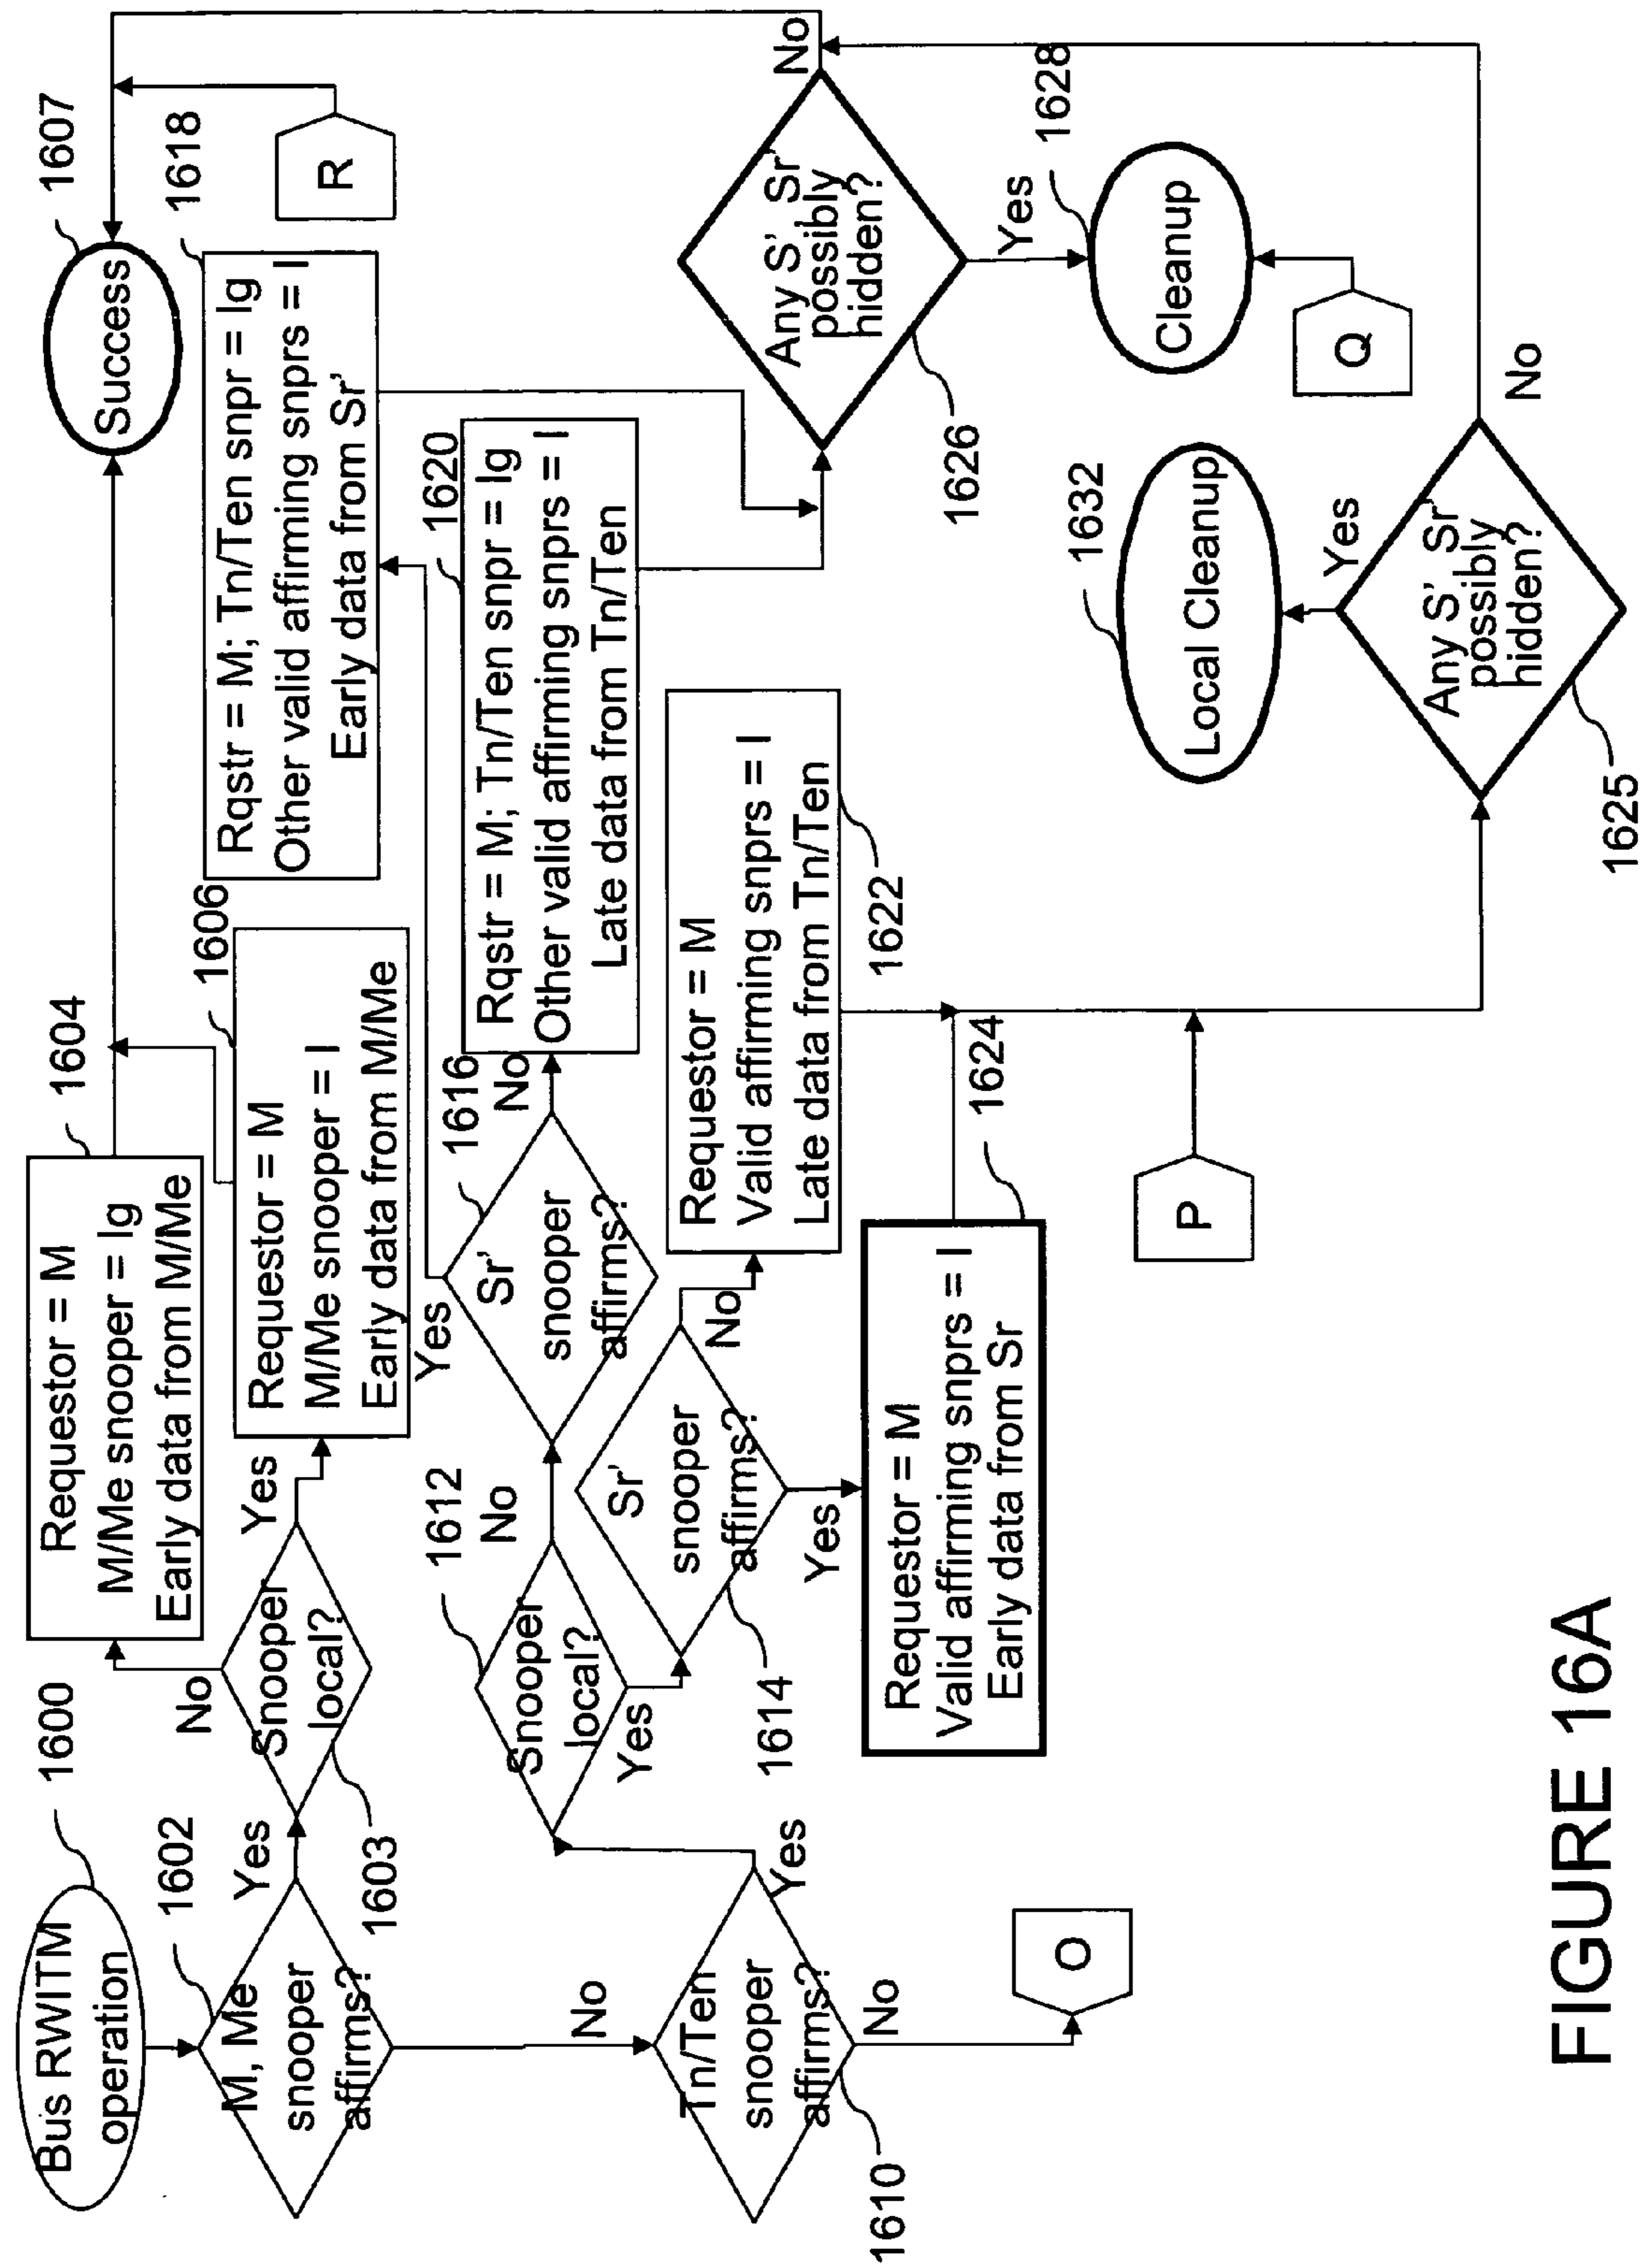 Bus RWITM
operation
1600
1602
M, Me
snooper
affirms?
Yes
No
1603
Snooper
local?
No
Yes
1604
Requestor = M
M/Me snooper = Ig
Early data from M/Me
1606
Requestor = M
M/Me snooper = I
Early data from M/Me
1607
Success
R
1610
Tn/Ten
snooper
affirms?
Yes
No
O
1612
Snooper
local?
No
Yes
1614
Sr'
snooper
affirms?
No
Yes
1616
Sr'
snooper
affirms?
Yes
No
1618
Rqstr = M; Tn/Ten snpr = Ig
Other valid affirming snprs = I
Early data from Sr'
1620
Rqstr = M; Tn/Ten snpr = Ig
Other valid affirming snprs = I
Late data from Tn/Ten
1622
Requestor = M
Valid affirming snprs = I
Late data from Tn/Ten
1624
Requestor = M
Valid affirming snprs = I
Early data from Sr
P
1626
Any S' Sr'
possibly
hidden?
No
Yes
1628
Cleanup
Q
1625
Any S' Sr'
possibly
hidden?
Yes
No
1632
Local Cleanup
FIGURE 16A